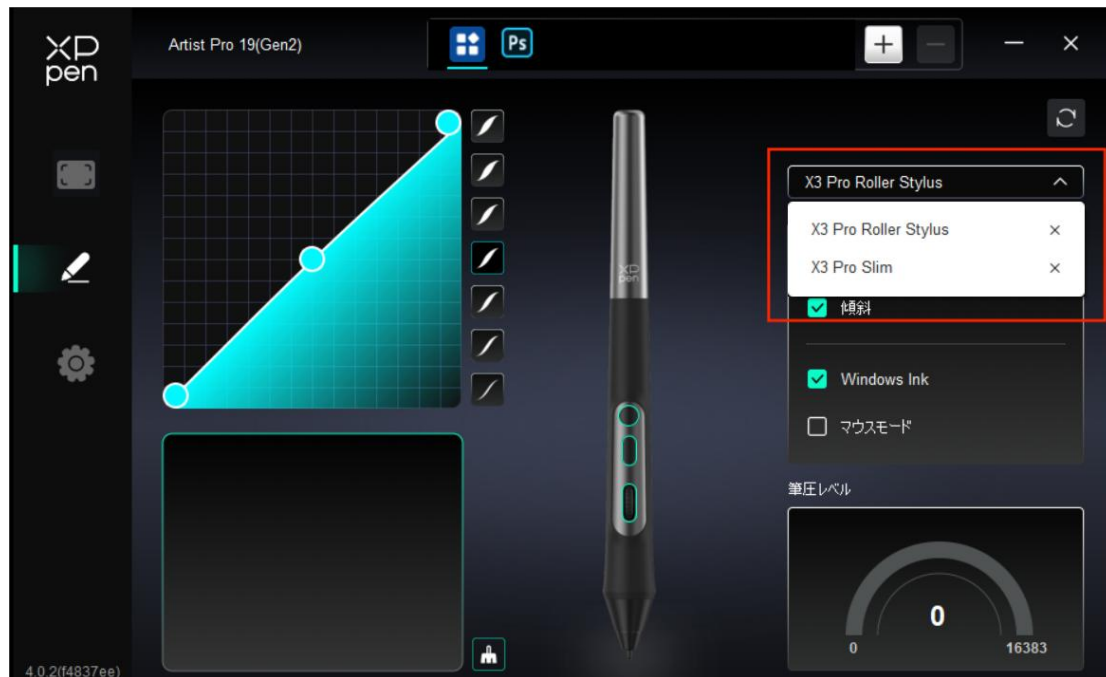 XP
pen
Artist Pro 19(Gen2)
Ps
X3 Pro Roller Stylus
X3 Pro Roller Stylus
X3 Pro Slim
傾斜
Windows Ink
マウスモード
筆圧レベル
0
0
16383
XP
pen
4.0.2(f4837ee)